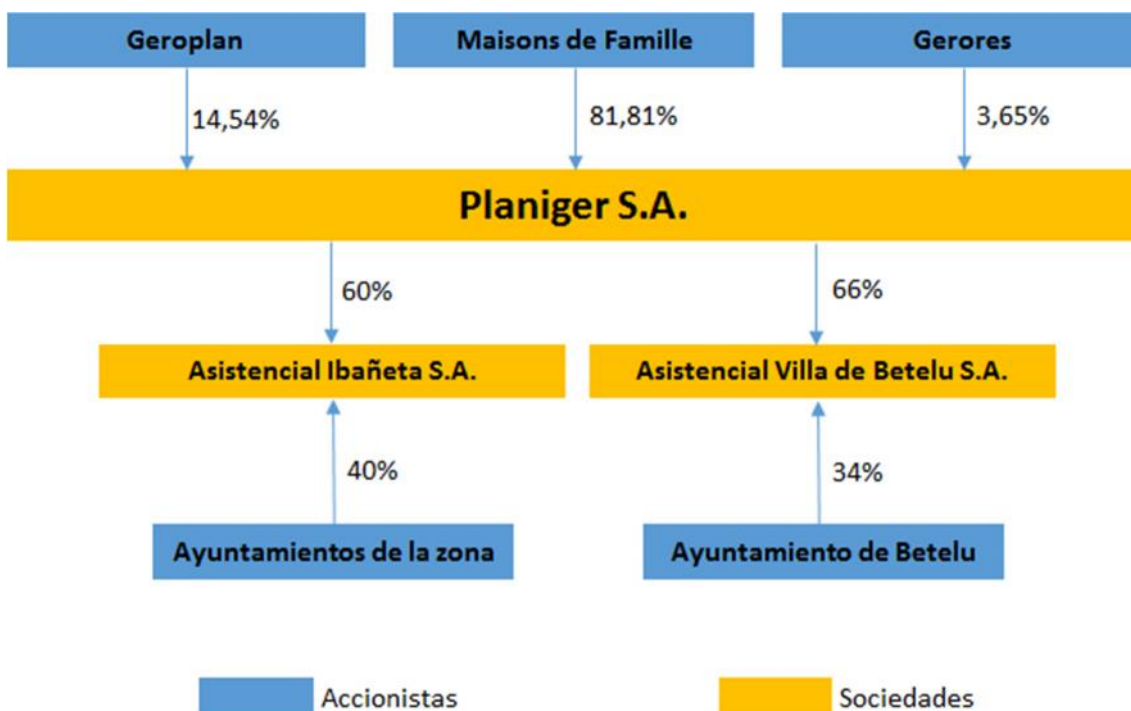 Geroplan
Maisons de Famille
Gerores
14,54%
81,81%
3,65%
Planiger S.A.
60%
66%
Asistencial Ibañeta S.A.
Asistencial Villa de Betelu S.A.
40%
34%
Ayuntamientos de la zona
Ayuntamiento de Betelu
Accionistas
Sociedades